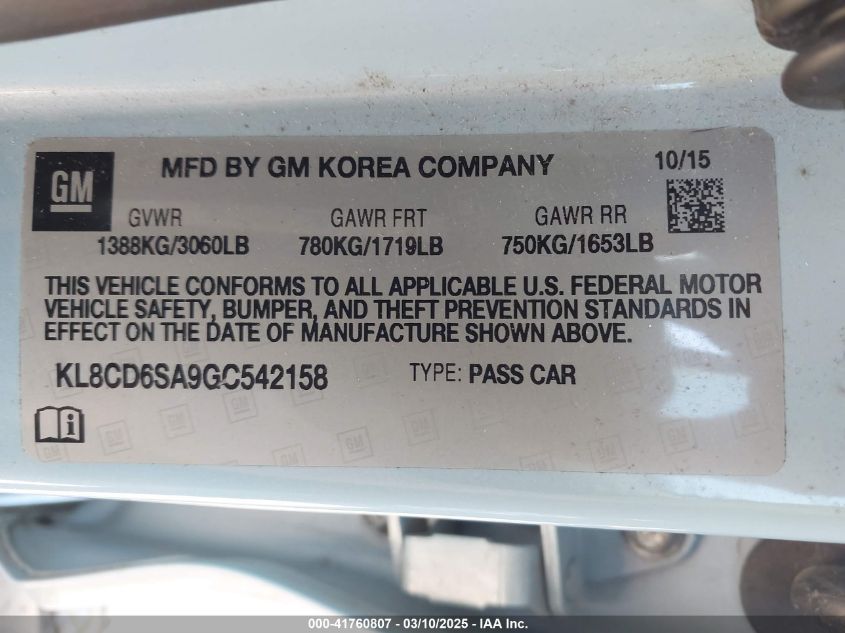 GM
MFD BY GM KOREA COMPANY
10/15
GVWR GAWR FRT GAWR RR
1388KG/3060LB 780KG/1719LB 750KG/1653LB
THIS VEHICLE CONFORMS TO ALL APPLICABLE U.S. FEDERAL MOTOR
VEHICLE SAFETY, BUMPER, AND THEFT PREVENTION STANDARDS IN
EFFECT ON THE DATE OF MANUFACTURE SHOWN ABOVE.
KL8CD6SA9GC542158 TYPE: PASS CAR
000-41760807 - 03/10/2025 - IAA Inc.